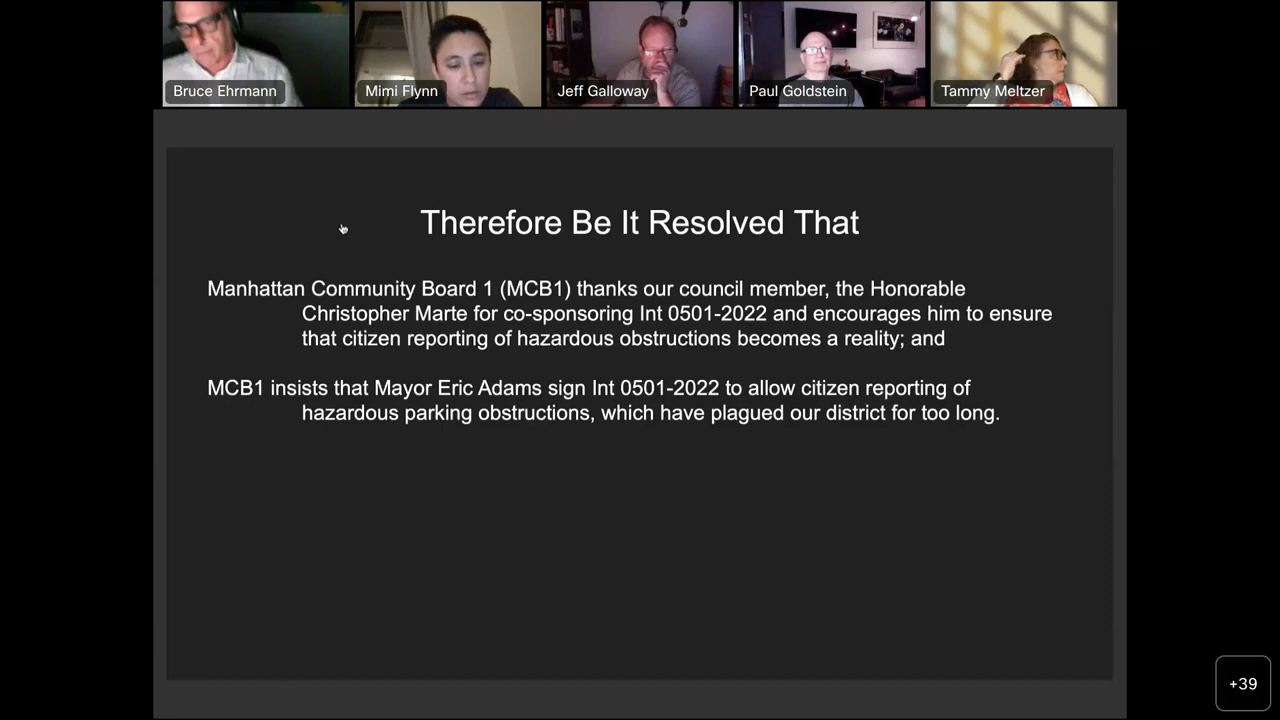 Bruce Ehrmann
Mimi Flynn
Jeff Galloway
Paul Goldstein
Tammy Meltzer
Therefore Be It Resolved That
Manhattan Community Board 1 (MCB1) thanks our council member, the Honorable
Christopher Marte for co-sponsoring Int 0501-2022 and encourages him to ensure
that citizen reporting of hazardous obstructions becomes a reality; and
MCB1 insists that Mayor Eric Adams sign Int 0501-2022 to allow citizen reporting of
hazardous parking obstructions, which have plagued our district for too long.
+39